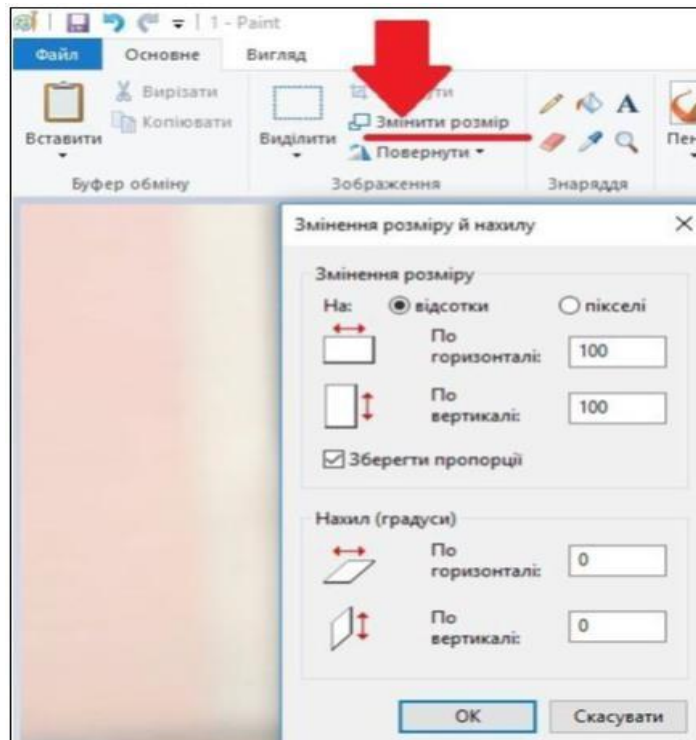 1 - Paint
Файл Основне Вигляд
Вставити
Вирізати
Копіювати
Буфер обміну
Виділити
Змінити розмір
Повернути
Зображення
A
Знаряддя
Змінення розміру й нахилу
Змінення розміру
На: відсотки пікселі
По
горизонталі:
100
По
вертикалі:
100
Зберегти пропорції
Нахил (градуси)
По
горизонталі:
0
По
вертикалі:
0
ОК Скасувати